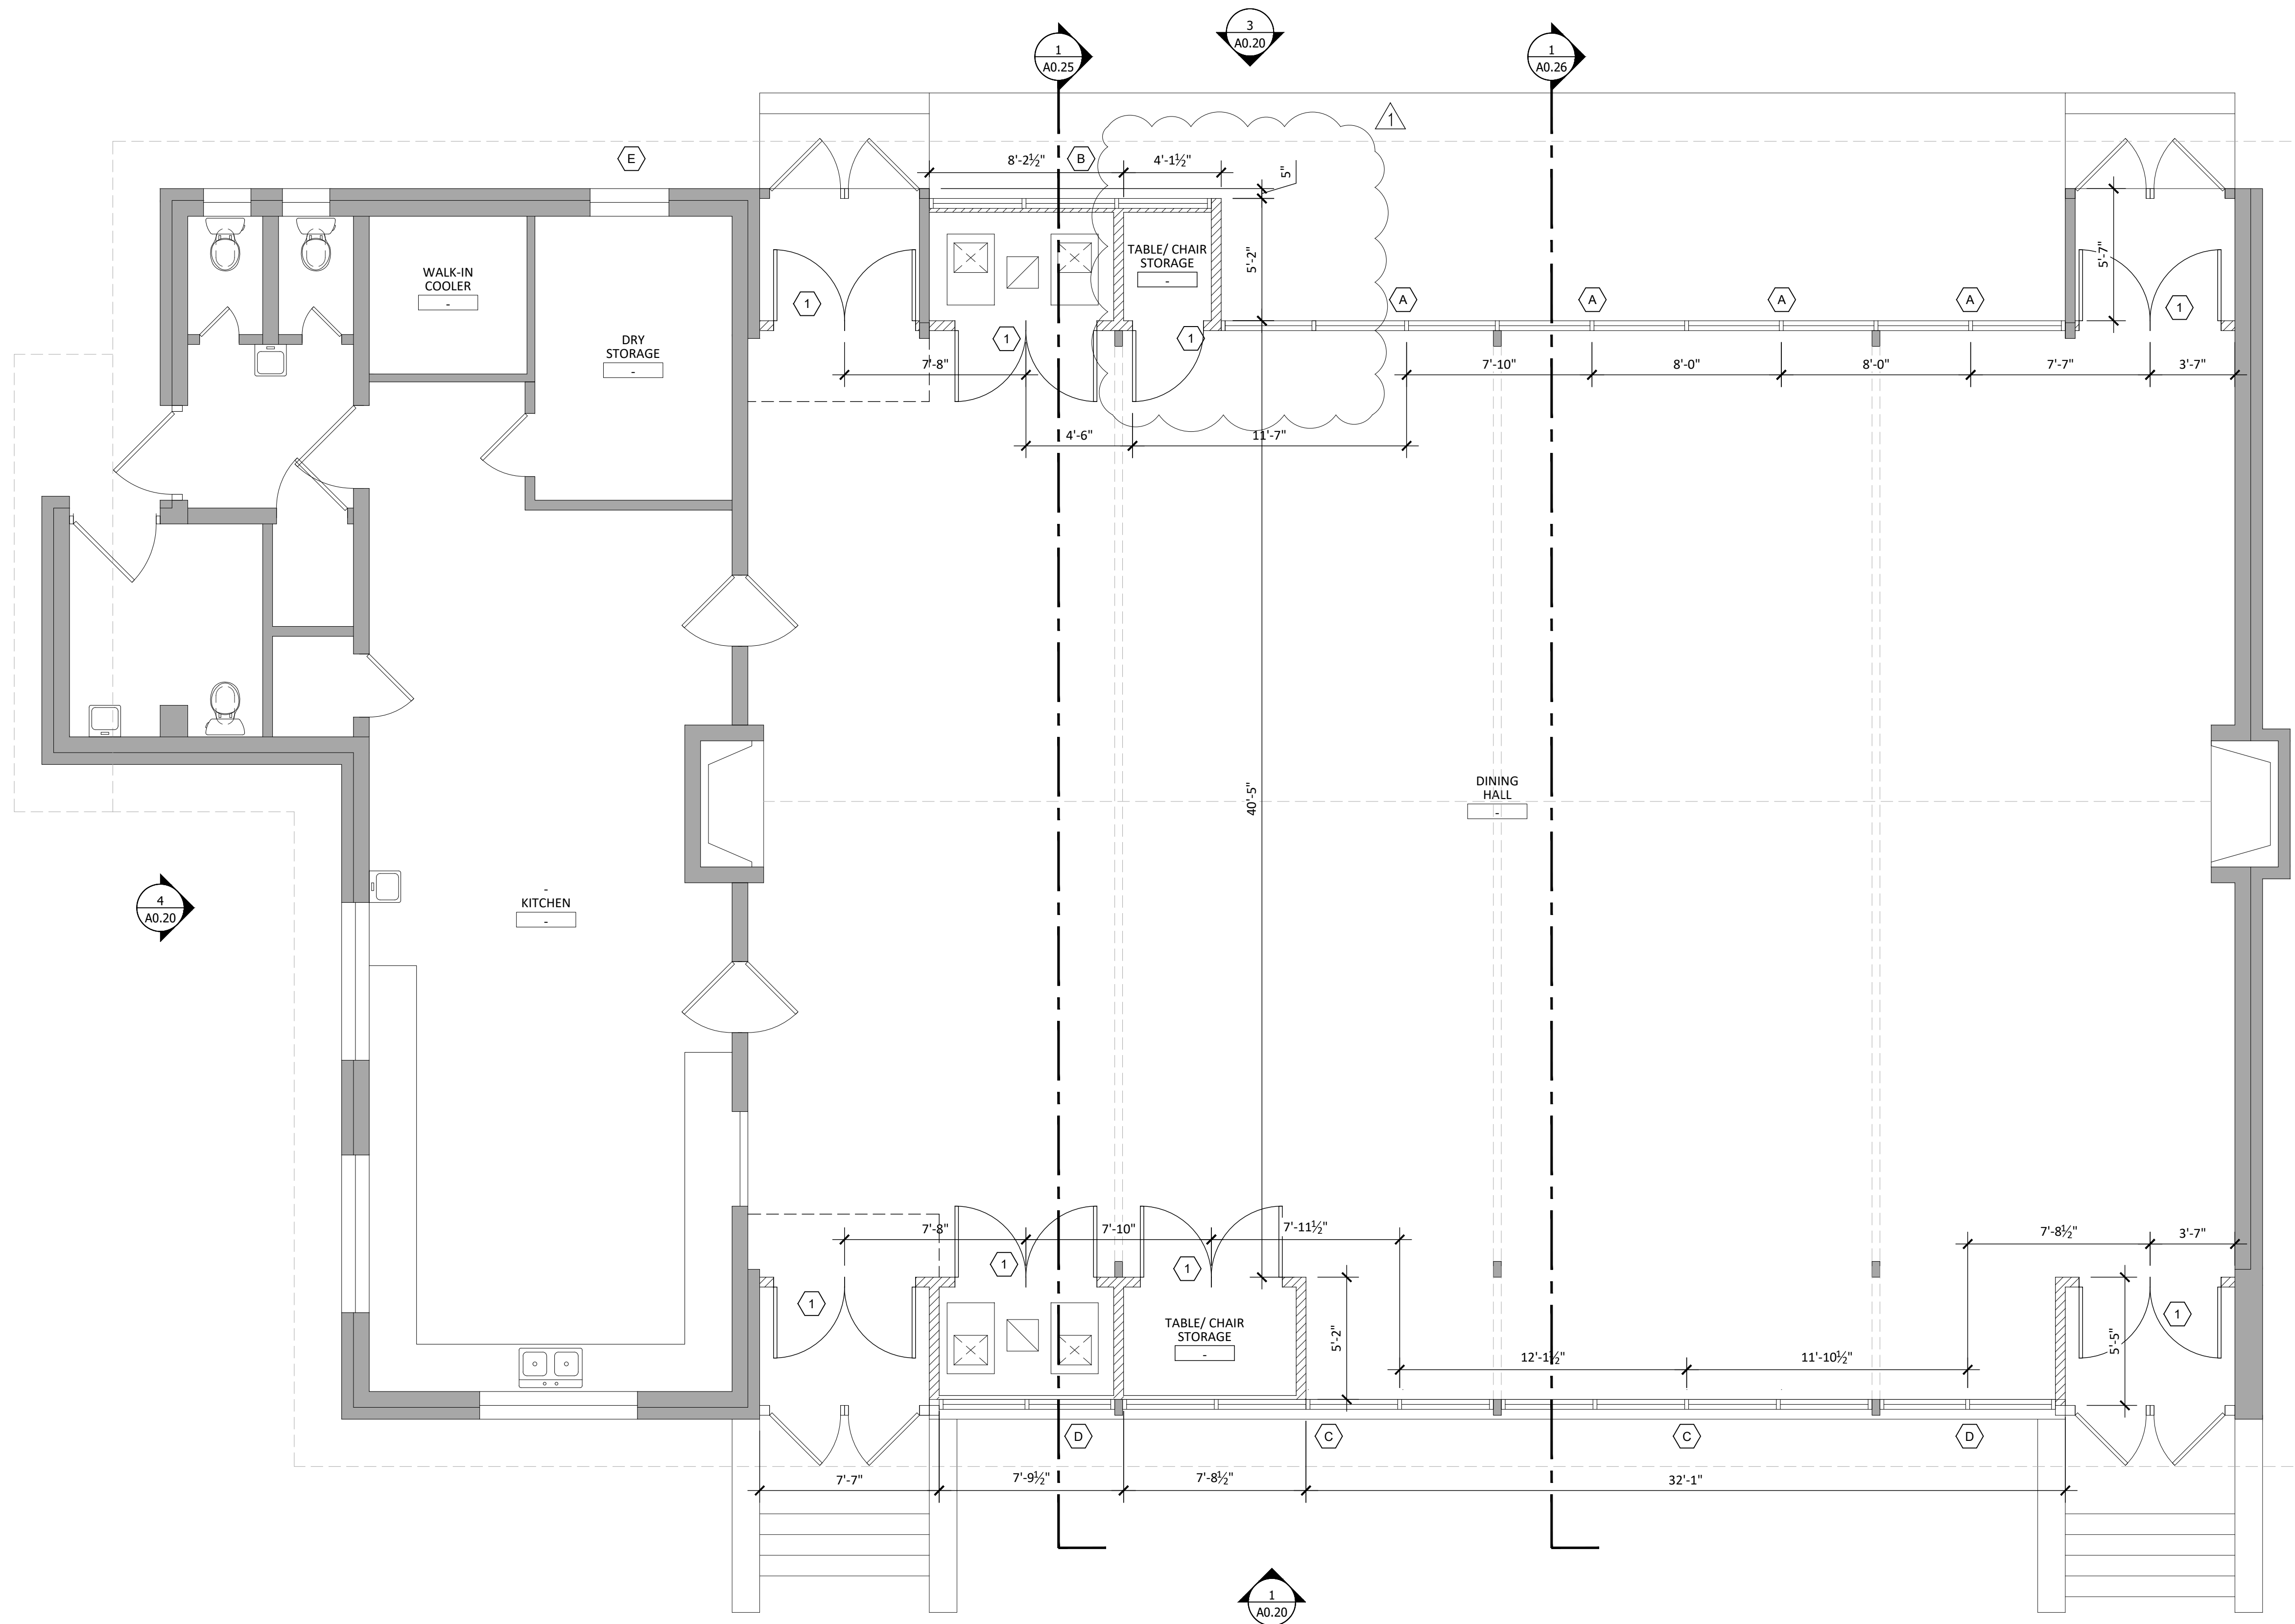 3
A0.20
1
A0.25
1
A0.26
1
E
8'-2½"
B
4'-1½"
5"
TABLE/ CHAIR
STORAGE
-
5'-2"
5'-7"
WALK-IN
COOLER
-
1
A
A
A
A
1
DRY
STORAGE
-
1
1
7'-8"
7'-10"
8'-0"
8'-0"
7'-7"
3'-7"
4'-6"
11'-7"
40'-5"
DINING
HALL
-
-
KITCHEN
-
4
A0.20
7'-8"
7'-10"
7'-11½"
7'-8½"
3'-7"
1
1
1
1
TABLE/ CHAIR
STORAGE
-
5'-2"
5'-5"
12'-1½"
11'-10½"
D
C
C
D
7'-7"
7'-9½"
7'-8½"
32'-1"
1
A0.20